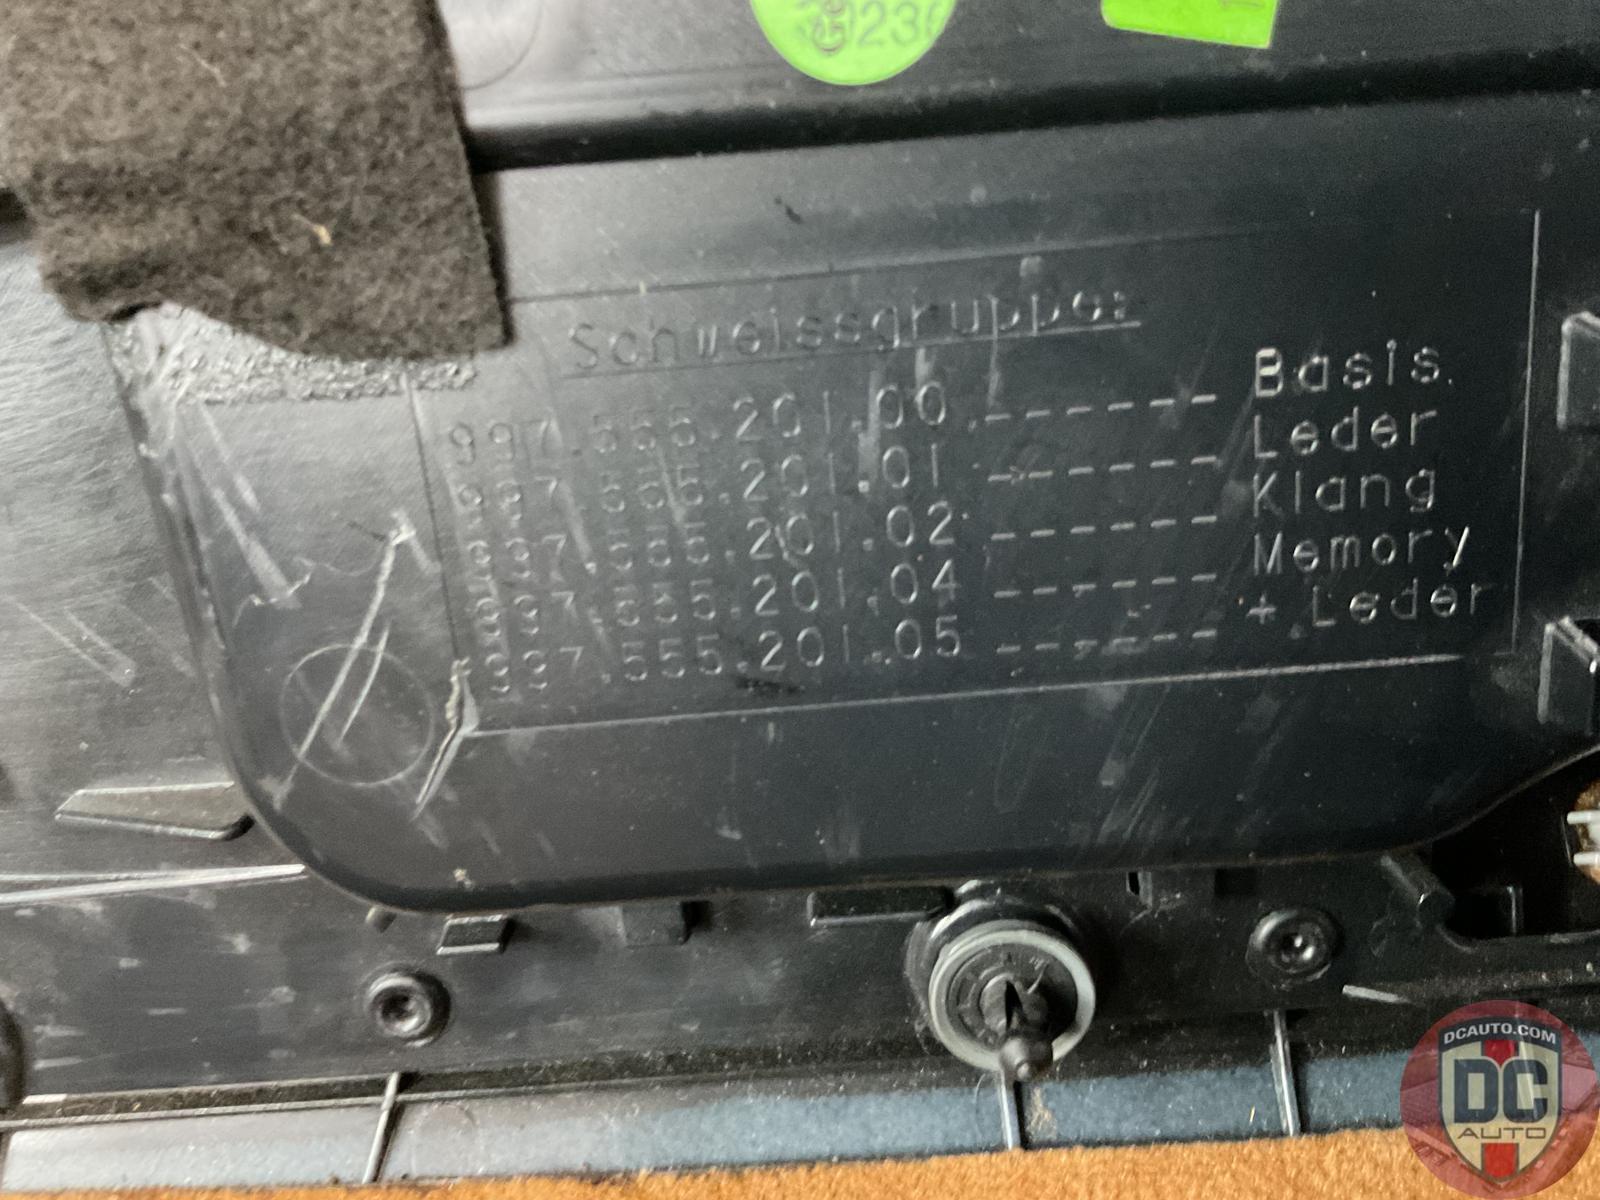 Schweissgruppe:
997.555.201.00.------ Basis
997.555.201.01 ------ Leder
997.555.201.02 ------ Klang
997.555.201.04 ------ Memory
997.555.201.05 ------ + Leder
DCAUTO.COM
DC
AUTO